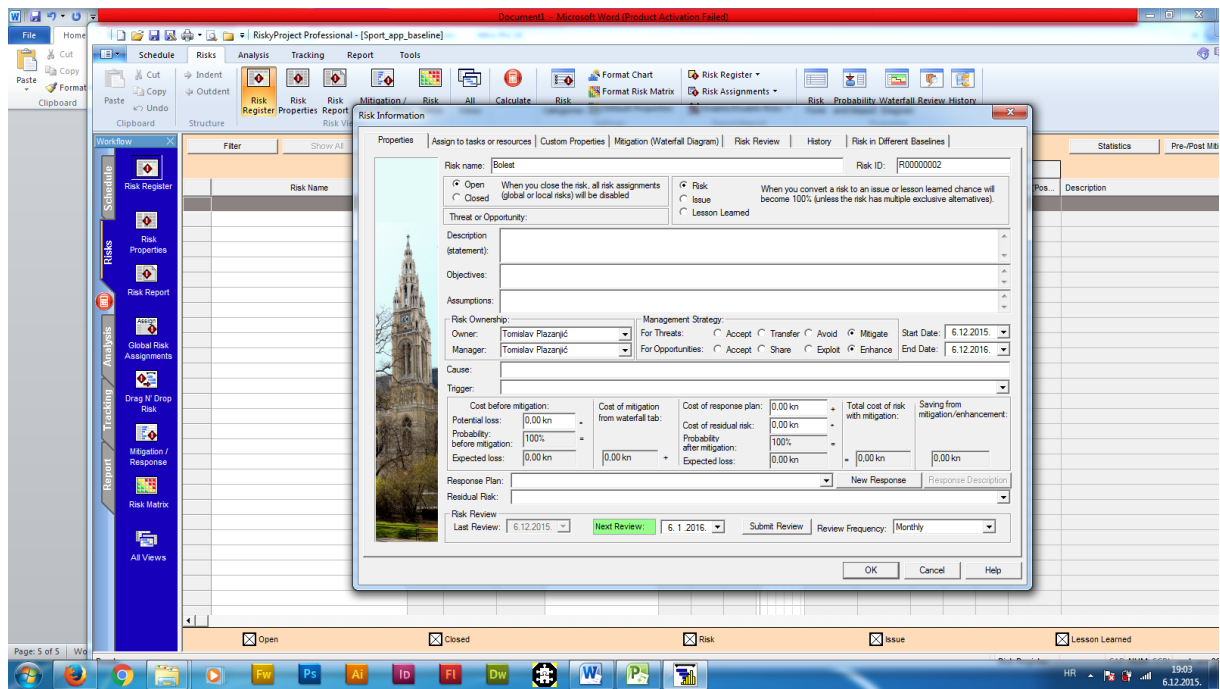 Document1 - Microsoft Word (Product Activation Failed)
File Home
RiskyProject Professional - [Sport_app_baseline]
Schedule Risks Analysis Tracking Report Tools
Cut
Copy
Paste
Format
Clipboard
Paste
Cut
Copy
Undo
Clipboard
Indent
Outdent
Structure
Risk Register
Risk Properties
Risk Report
Mitigation /
Risk
All
Calculate
Risk
Format Chart
Format Risk Matrix
Risk Register
Risk Assignments
Risk Probability Waterfall Review History
Workflow
Schedule
Risks
Analysis
Tracking
Report
Risk Register
Risk Properties
Risk Report
Assign
Global Risk Assignments
Drag N' Drop Risk
Mitigation / Response
Risk Matrix
All Views
Filter
Show All
Statistics
Pre-/Post Miti
Risk Name
Description
Risk Information
Properties Assign to tasks or resources Custom Properties Mitigation (Waterfall Diagram) Risk Review History Risk in Different Baselines
Risk name: Bolest Risk ID: R00000002
Open
Closed
When you close the risk, all risk assignments
(global or local risks) will be disabled
Risk
Issue
Lesson Learned
When you convert a risk to an issue or lesson learned chance will
become 100% (unless the risk has multiple exclusive alternatives).
Threat or Opportunity:
Description
(statement):
Objectives:
Assumptions:
Risk Ownership:
Owner: Tomislav Plazanjić
Manager: Tomislav Plazanjić
Management Strategy:
For Threats: Accept Transfer Avoid Mitigate
For Opportunities: Accept Share Exploit Enhance
Start Date: 6.12.2015.
End Date: 6.12.2016.
Cause:
Trigger:
Cost before mitigation:
Potential loss: 0,00 kn
Probability
before mitigation: 100% =
Expected loss: 0,00 kn
Cost of mitigation
from waterfall tab:
0,00 kn +
Cost of response plan: 0,00 kn +
Cost of residual risk: 0,00 kn
Probability
after mitigation: 100%
Expected loss: 0,00 kn
Total cost of risk
with mitigation:
= 0,00 kn
Saving from
mitigation/enhancement:
0,00 kn
Response Plan: New Response Response Description
Residual Risk:
Risk Review
Last Review: 6.12.2015. Next Review: 6. 1 .2016. Submit Review Review Frequency: Monthly
OK Cancel Help
Open Closed Risk Issue Lesson Learned
Page: 5 of 5
Fw Ps Ai Id Fl Dw
HR
19:03
6.12.2015.